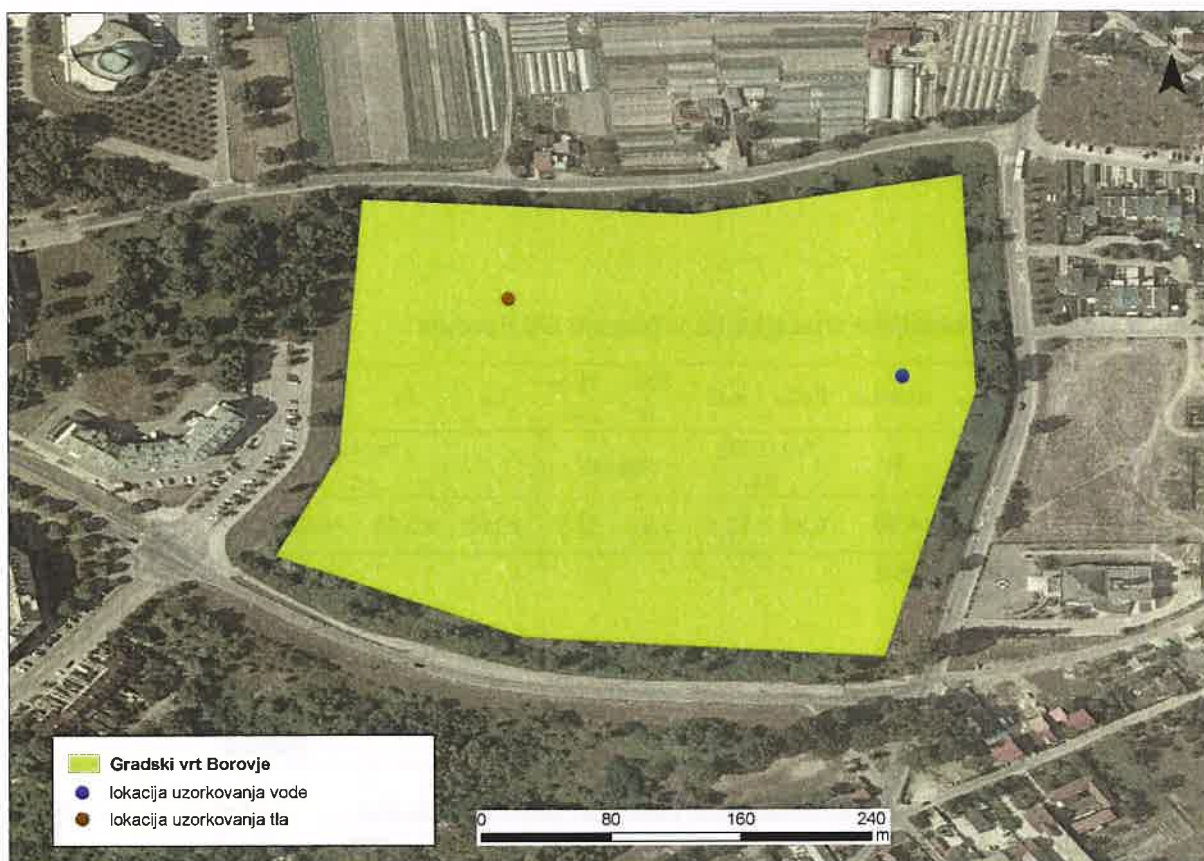 Gradski vrt Borovje
lokacija uzorkovanja vode
lokacija uzorkovanja tla
0 80 160 240
m